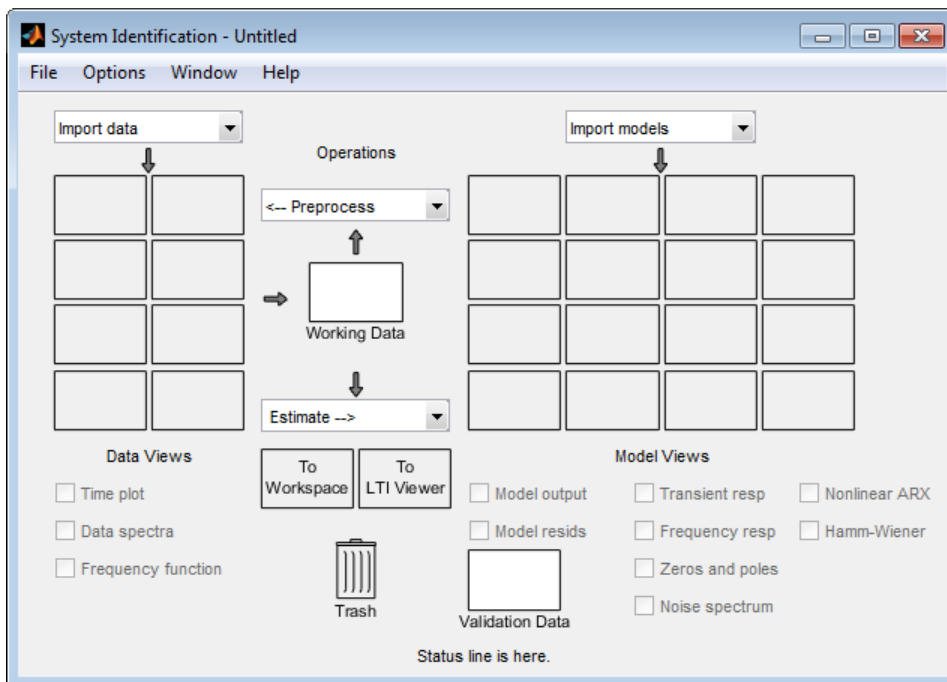 System Identification - Untitled
File Options Window Help
Import data
Import models
Operations
<-- Preprocess
Working Data
Estimate -->
Data Views
Model Views
To Workspace
To LTI Viewer
Time plot
Data spectra
Frequency function
Model output
Model resids
Transient resp
Frequency resp
Zeros and poles
Noise spectrum
Nonlinear ARX
Hamm-Wiener
Trash
Validation Data
Status line is here.